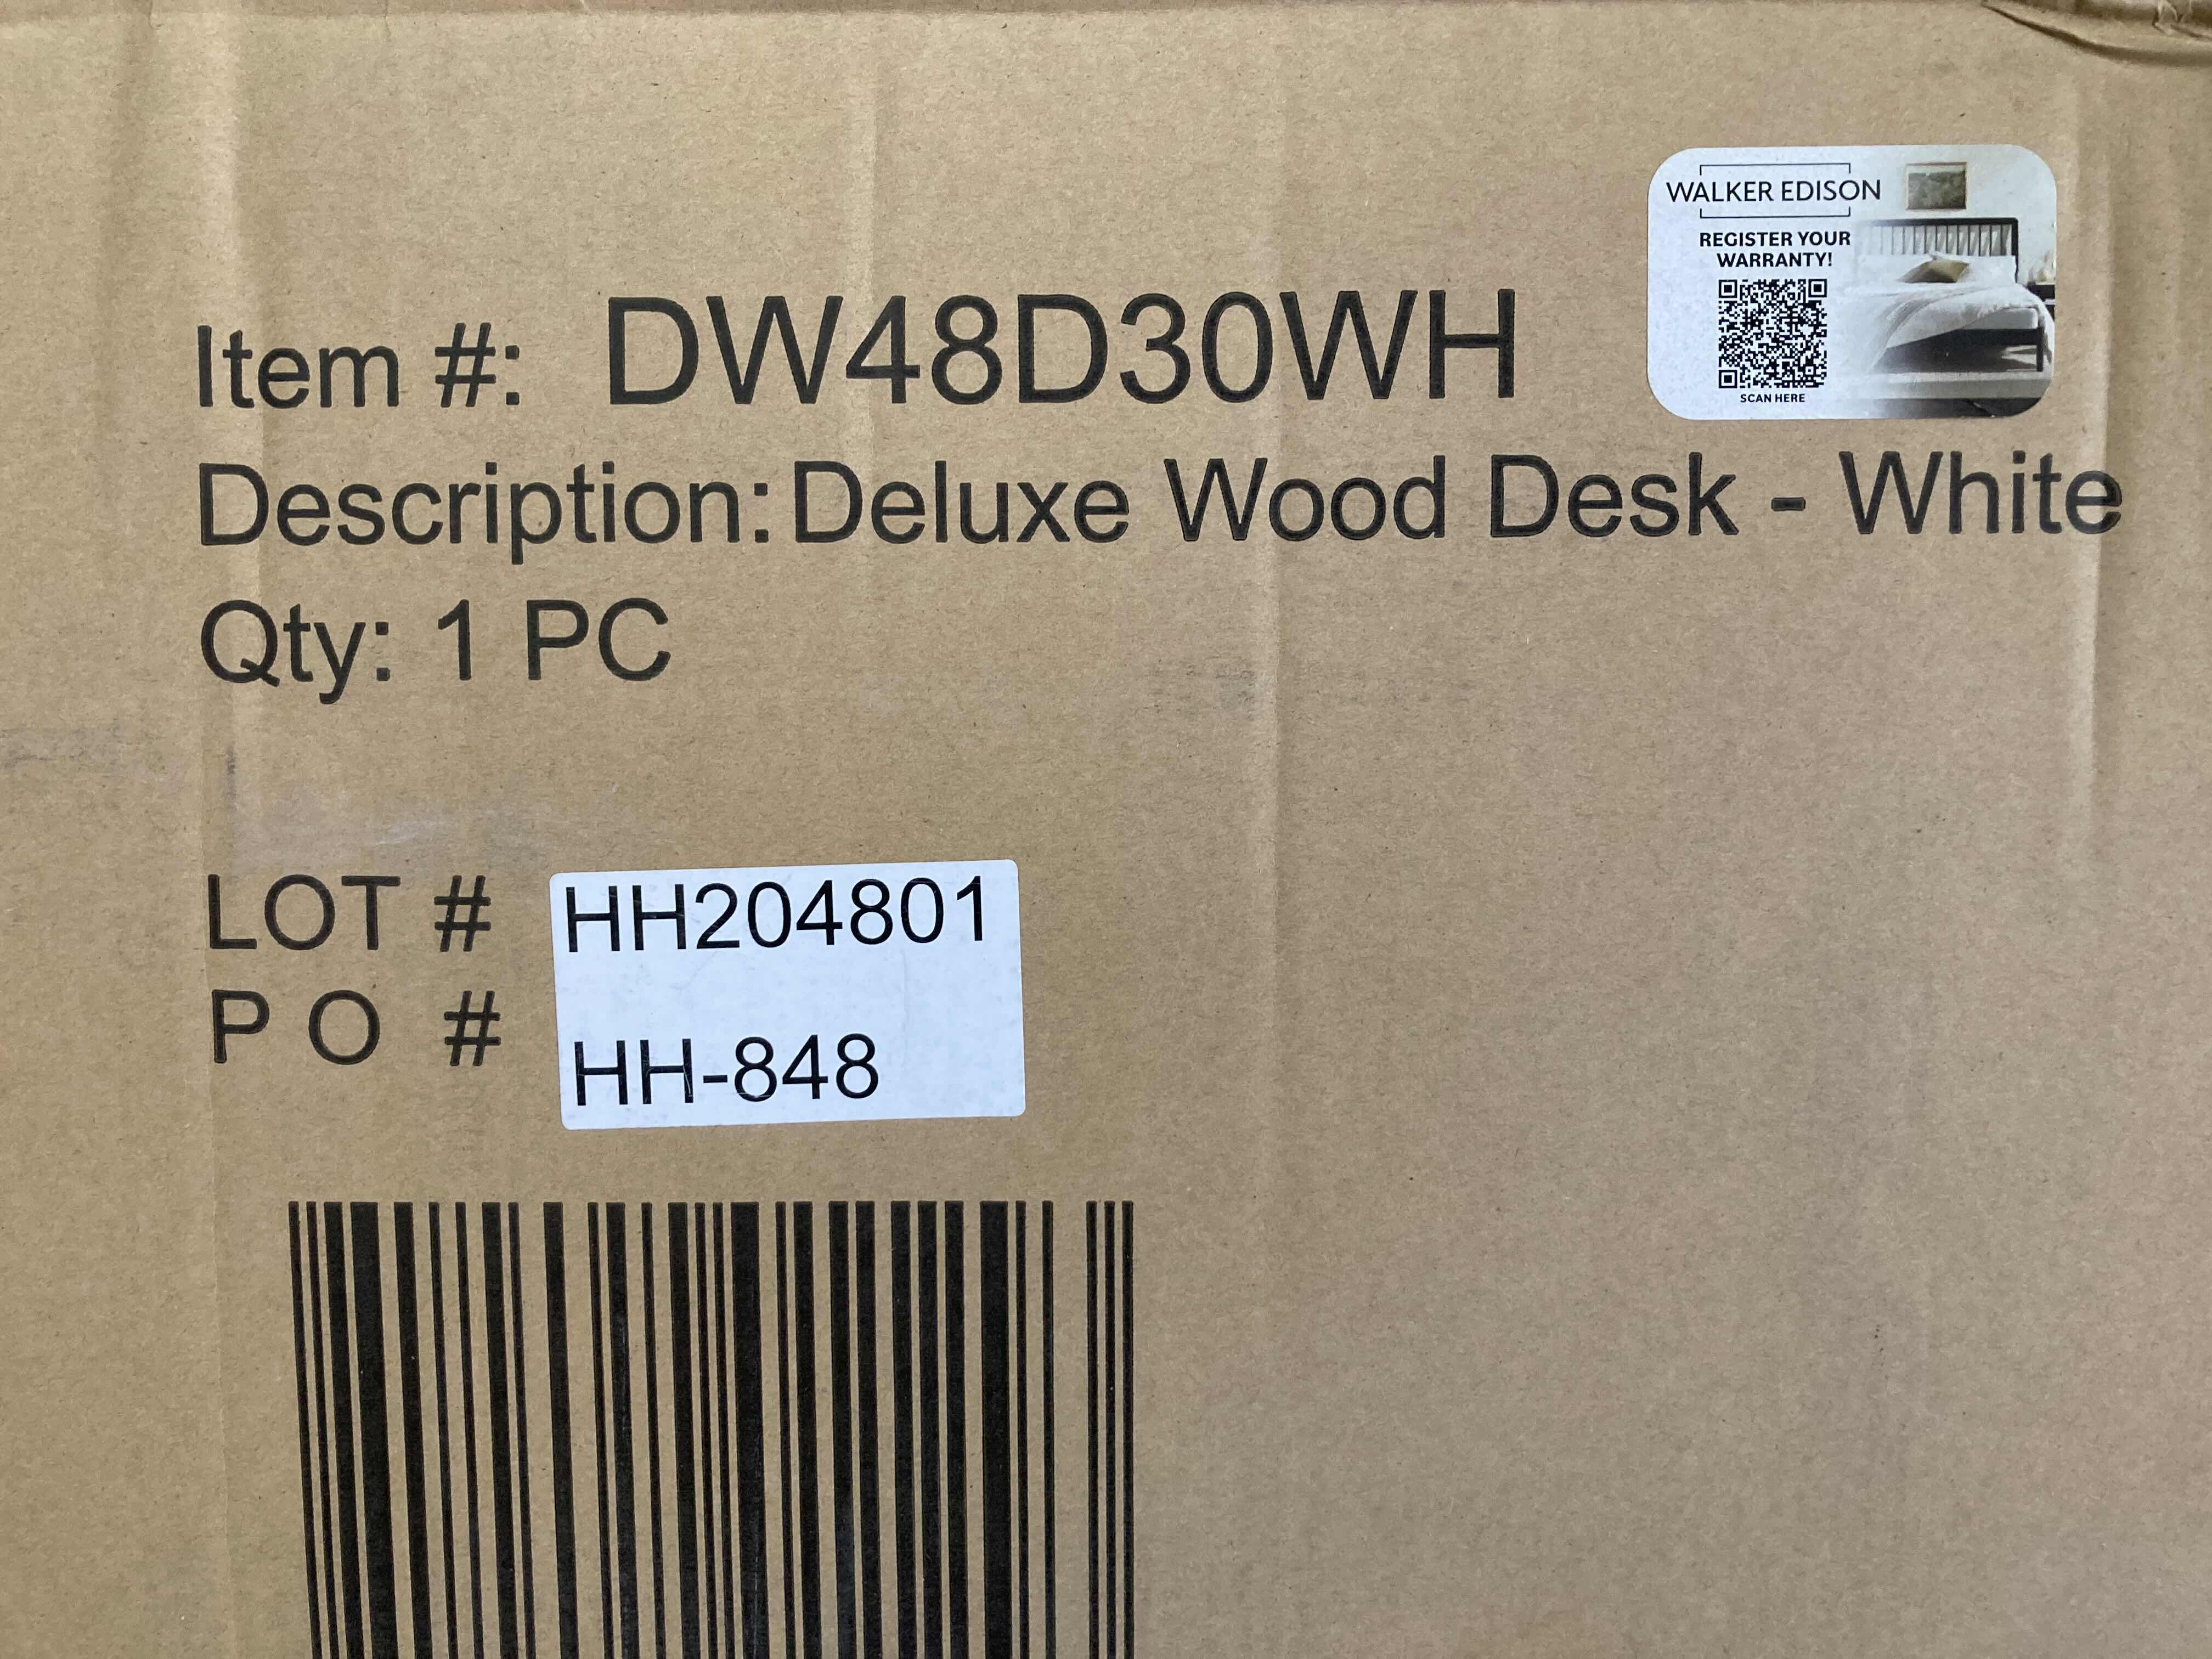 WALKER EDISON
REGISTER YOUR
WARRANTY!
SCAN HERE
Item #: DW48D30WH
Description: Deluxe Wood Desk - White
Qty: 1 PC
LOT # HH204801
P O # HH-848